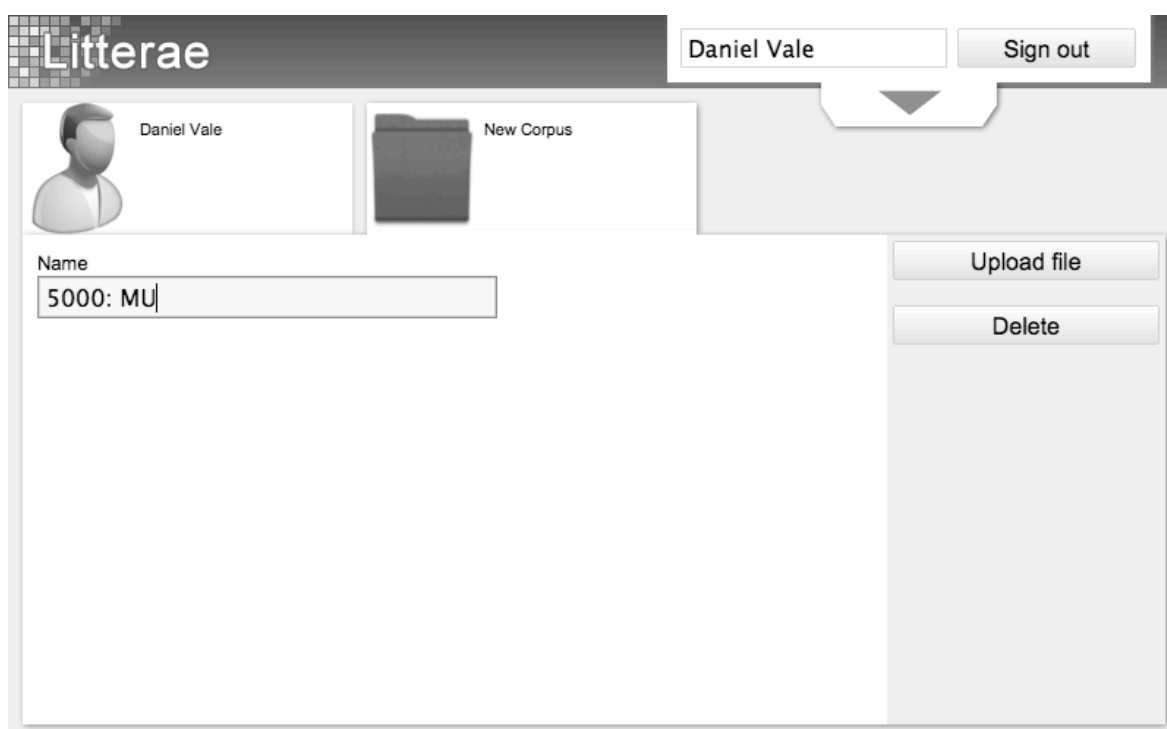 Litterae
Daniel Vale
Sign out
Daniel Vale
New Corpus
Name
5000: MU
Upload file
Delete